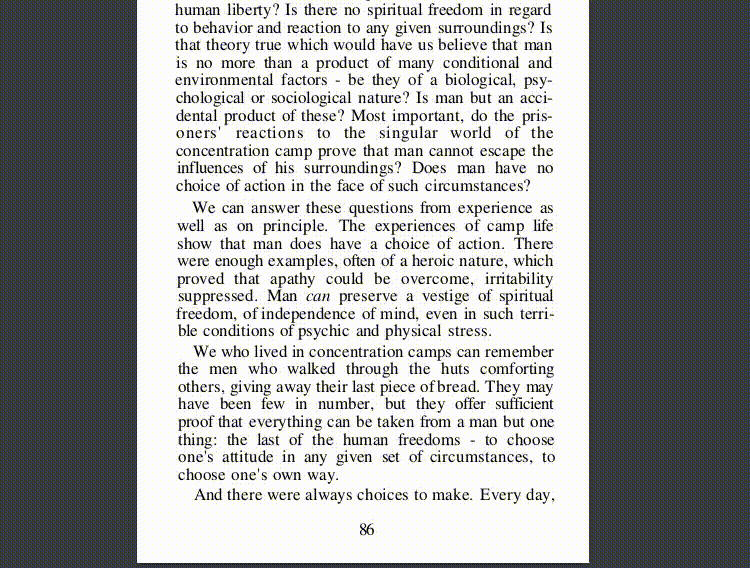 human liberty? Is there no spiritual freedom in regard
to behavior and reaction to any given surroundings? Is
that theory true which would have us believe that man
is no more than a product of many conditional and
environmental factors - be they of a biological, psy-
chological or sociological nature? Is man but an acci-
dental product of these? Most important, do the pris-
oners' reactions to the singular world of the
concentration camp prove that man cannot escape the
influences of his surroundings? Does man have no
choice of action in the face of such circumstances?
We can answer these questions from experience as
well as on principle. The experiences of camp life
show that man does have a choice of action. There
were enough examples, often of a heroic nature, which
proved that apathy could be overcome, irritability
suppressed. Man can preserve a vestige of spiritual
freedom, of independence of mind, even in such terri-
ble conditions of psychic and physical stress.
We who lived in concentration camps can remember
the men who walked through the huts comforting
others, giving away their last piece of bread. They may
have been few in number, but they offer sufficient
proof that everything can be taken from a man but one
thing: the last of the human freedoms - to choose
one's attitude in any given set of circumstances, to
choose one's own way.
And there were always choices to make. Every day,
86